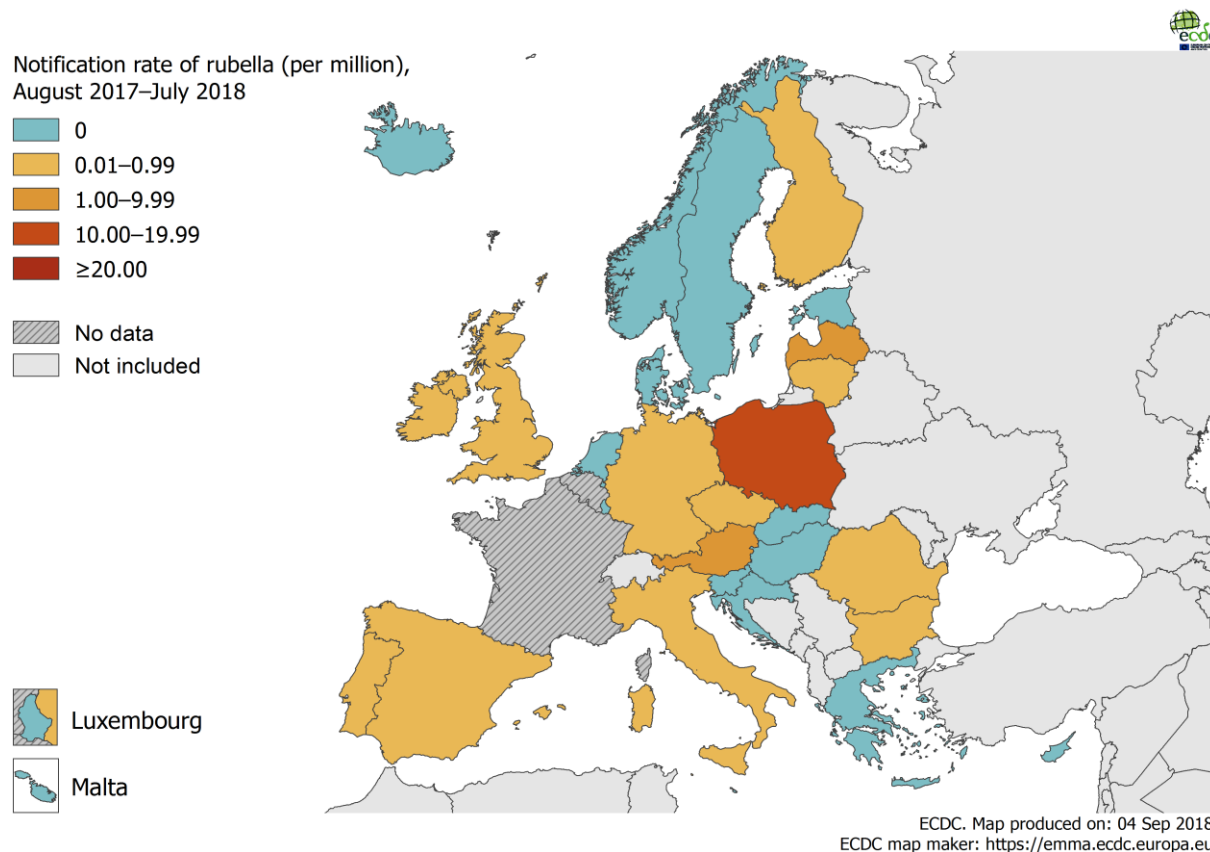 ecdc
Notification rate of rubella (per million),
August 2017–July 2018
0
0.01–0.99
1.00–9.99
10.00–19.99
≥20.00
No data
Not included
Luxembourg
Malta
ECDC. Map produced on: 04 Sep 2018
ECDC map maker: https://emma.ecdc.europa.eu